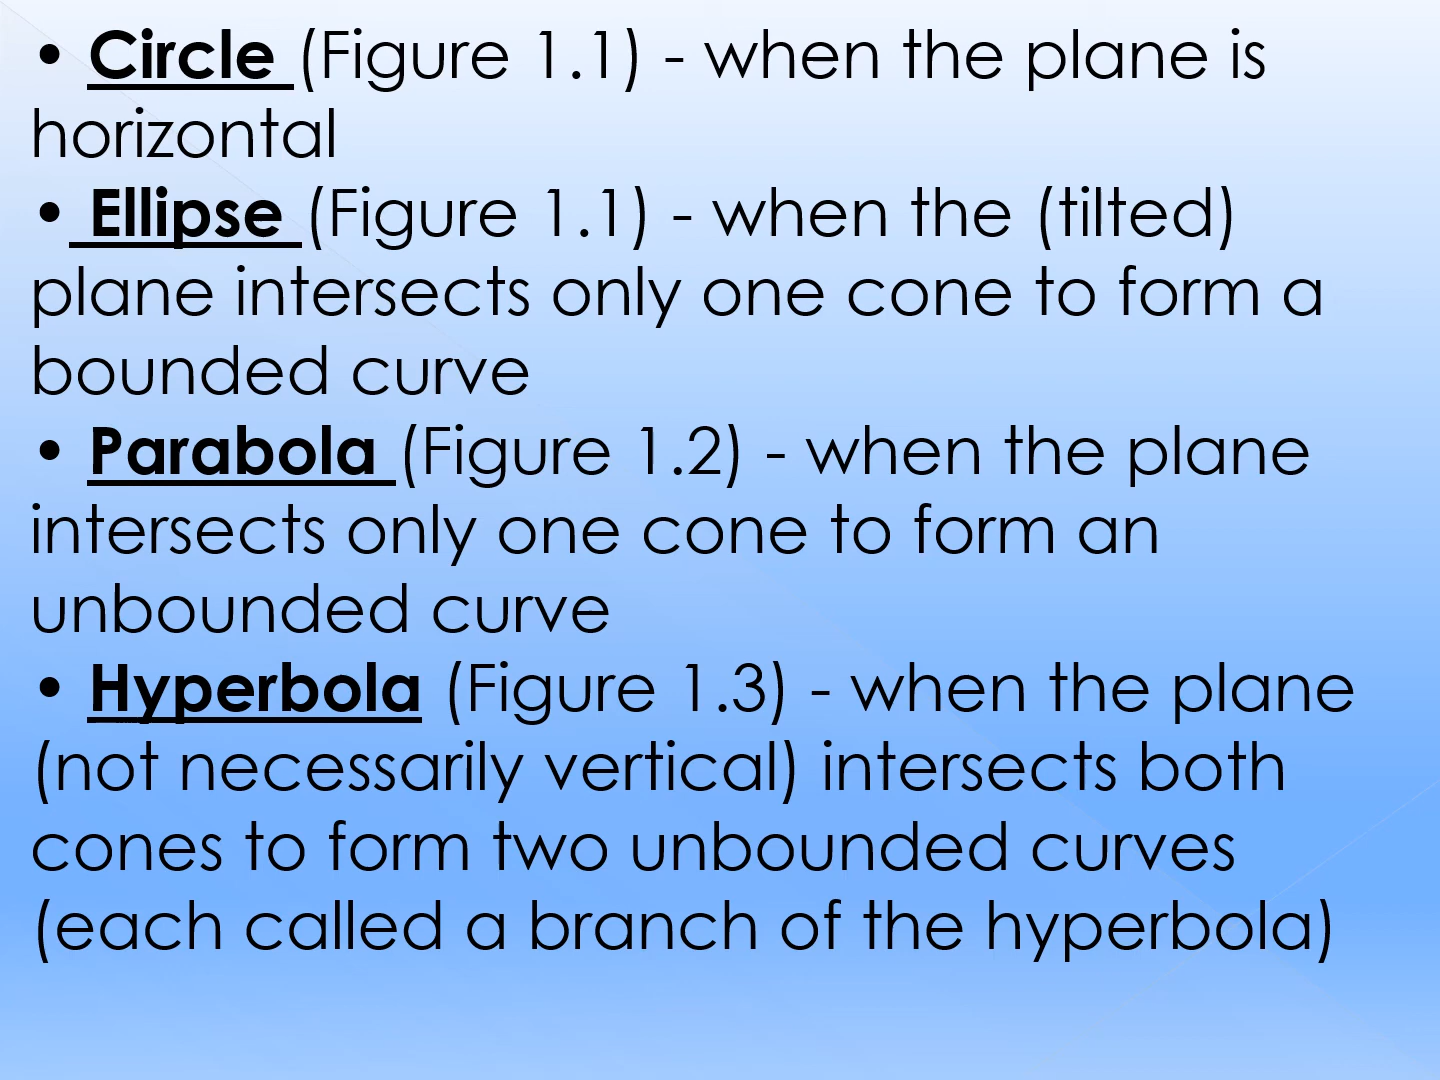 • Circle (Figure 1.1) - when the plane is
horizontal
• Ellipse (Figure 1.1) - when the (tilted)
plane intersects only one cone to form a
bounded curve
• Parabola (Figure 1.2) - when the plane
intersects only one cone to form an
unbounded curve
• Hyperbola (Figure 1.3) - when the plane
(not necessarily vertical) intersects both
cones to form two unbounded curves
(each called a branch of the hyperbola)